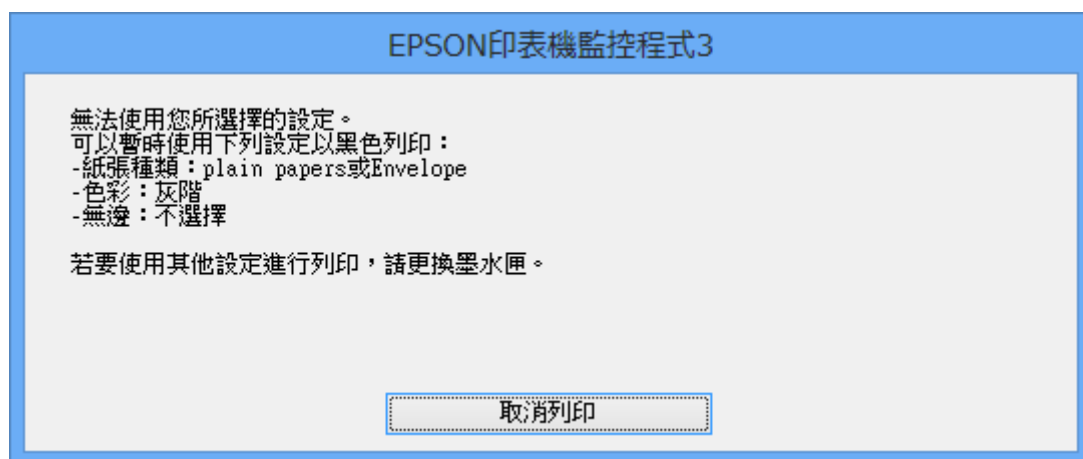 EPSON印表機監控程式3
無法使用您所選擇的設定。
可以暫時使用下列設定以黑色列印：
-紙張種類：plain papers或Envelope
-色彩：灰階
-無邊：不選擇
若要使用其他設定進行列印，請更換墨水匣。
取消列印